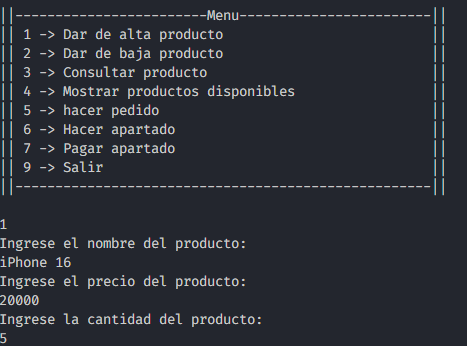 ||------------------------Menu------------------------||
|| 1 -> Dar de alta producto ||
|| 2 -> Dar de baja producto ||
|| 3 -> Consultar producto ||
|| 4 -> Mostrar productos disponibles ||
|| 5 -> hacer pedido ||
|| 6 -> Hacer apartado ||
|| 7 -> Pagar apartado ||
|| 9 -> Salir ||
||----------------------------------------------------||
1
Ingrese el nombre del producto:
iPhone 16
Ingrese el precio del producto:
20000
Ingrese la cantidad del producto:
5